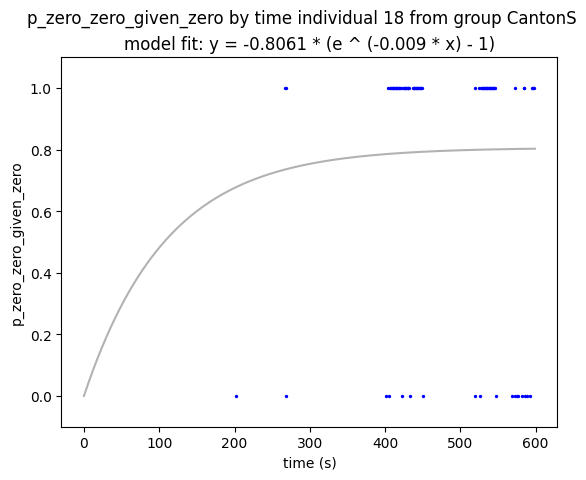 p_zero_zero_given_zero by time individual 18 from group CantonS
model fit: y = -0.8061 * (e ^ (-0.009 * x) - 1)
p_zero_zero_given_zero
1.0
0.8
0.6
0.4
0.2
0.0
0 100 200 300 400 500 600
time (s)